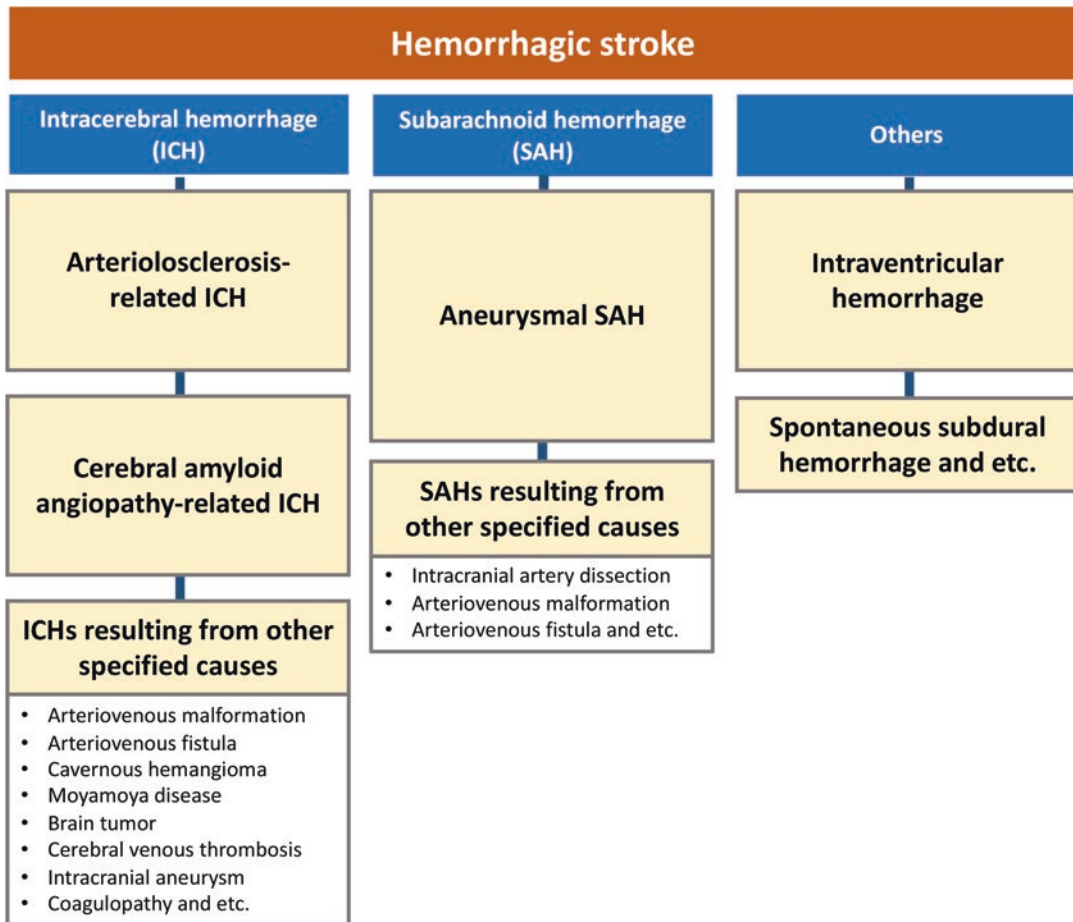 Hemorrhagic stroke
Intracerebral hemorrhage
(ICH)
Arteriolosclerosis-
related ICH
Cerebral amyloid
angiopathy-related ICH
ICHs resulting from other
specified causes
• Arteriovenous malformation
• Arteriovenous fistula
• Cavernous hemangioma
• Moyamoya disease
• Brain tumor
• Cerebral venous thrombosis
• Intracranial aneurysm
• Coagulopathy and etc.
Subarachnoid hemorrhage
(SAH)
Aneurysmal SAH
SAHs resulting from
other specified causes
• Intracranial artery dissection
• Arteriovenous malformation
• Arteriovenous fistula and etc.
Others
Intraventricular
hemorrhage
Spontaneous subdural
hemorrhage and etc.